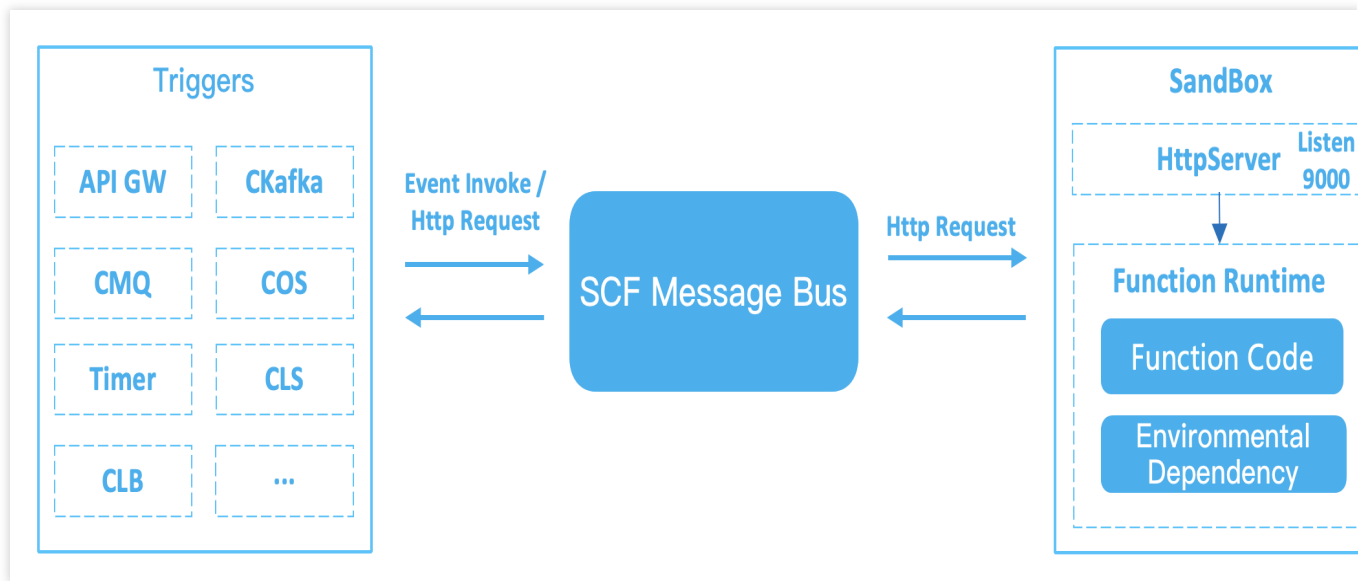 Triggers
API GW
CKafka
CMQ
COS
Timer
CLS
CLB
...
Event Invoke /
Http Request
SCF Message Bus
Http Request
SandBox
HttpServer
Listen
9000
Function Runtime
Function Code
Environmental
Dependency